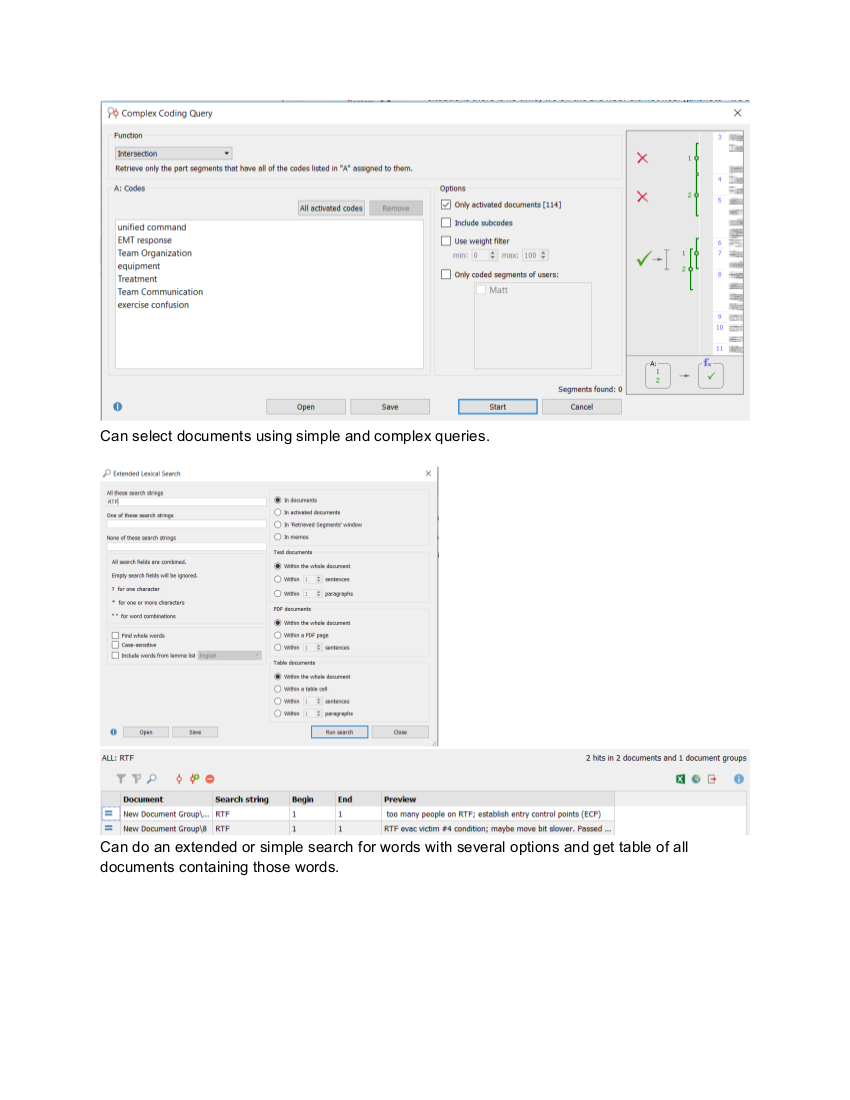 Complex Coding Query
Function
Intersection
Retrieve only the part segments that have all of the codes listed in "A" assigned to them.
A: Codes
All activated codes
Remove
unified command
EMT response
Team Organization
equipment
Treatment
Team Communication
exercise confusion
Options
Only activated documents [114]
Include subcodes
Use weight filter
min: 0 max: 100
Only coded segments of users:
Matt
Segments found: 0
Open
Save
Start
Cancel
1
2
1
2
3
4
5
6
7
8
9
10
11
A:
1
2
fx
Can select documents using simple and complex queries.
Extended Lexical Search
All these search strings
RTF
One of these search strings
None of these search strings
All search fields are combined.
Empty search fields will be ignored.
? for one character
* for one or more characters
" " for word combinations
Find whole words
Case-sensitive
Include words from lemma list English
In documents
In activated documents
In 'Retrieved Segments' window
In memos
Text documents
Within the whole document
Within 1 sentences
Within 1 paragraphs
PDF documents
Within the whole document
Within a PDF page
Within 1 sentences
Table documents
Within the whole document
Within a table cell
Within 1 sentences
Within 1 paragraphs
Open
Save
Run search
Close
ALL: RTF
2 hits in 2 documents and 1 document groups
Document Search string Begin End Preview
New Document Group\,... RTF 1 1 too many people on RTF; establish entry control points (ECP)
New Document Group\8 RTF 1 1 RTF evac victim #4 condition; maybe move bit slower. Passed ...
Can do an extended or simple search for words with several options and get table of all
documents containing those words.